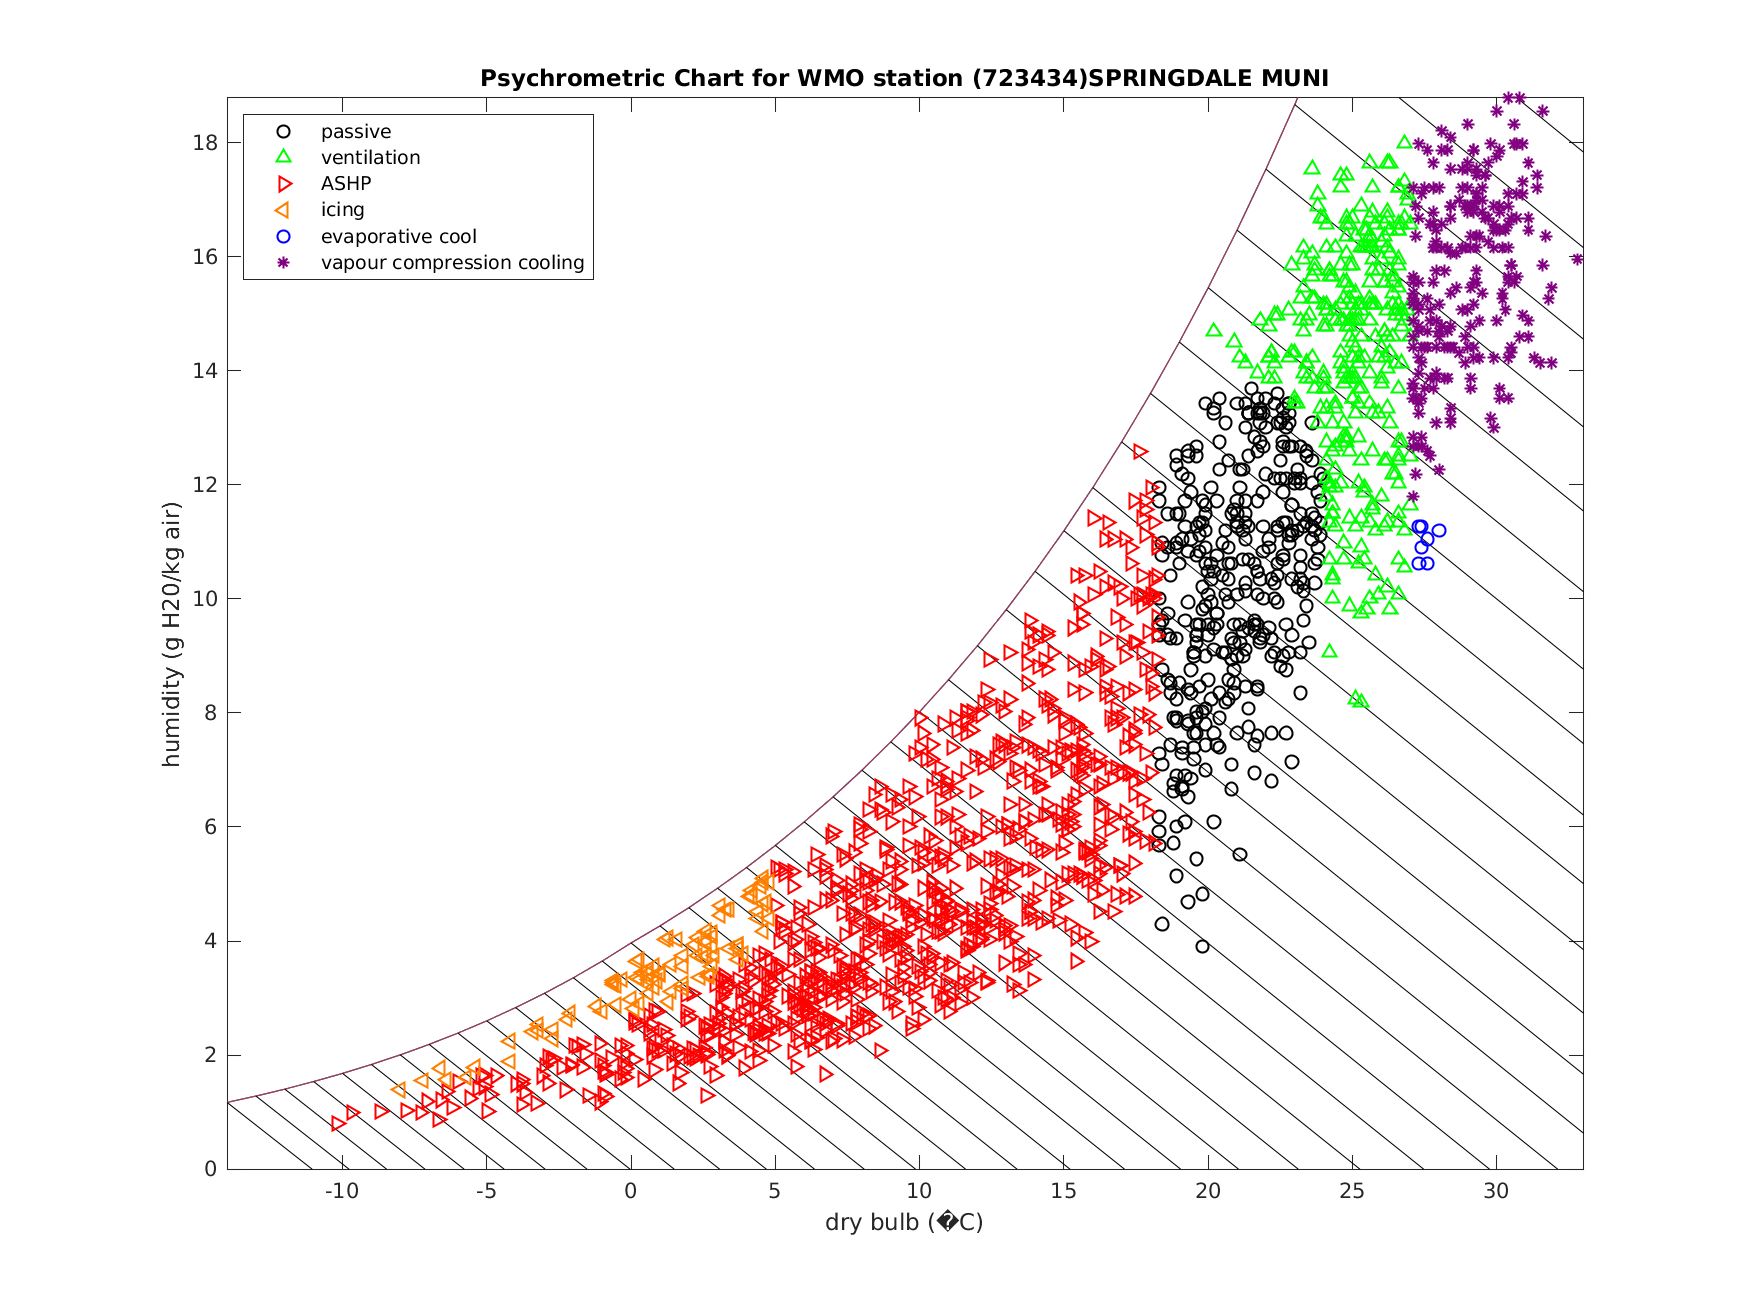 Psychrometric Chart for WMO station (723434)SPRINGDALE MUNI
passive
ventilation
ASHP
icing
evaporative cool
vapour compression cooling
humidity (g H20/kg air)
18
16
14
12
10
8
6
4
2
0
-10 -5 0 5 10 15 20 25 30
dry bulb (�C)